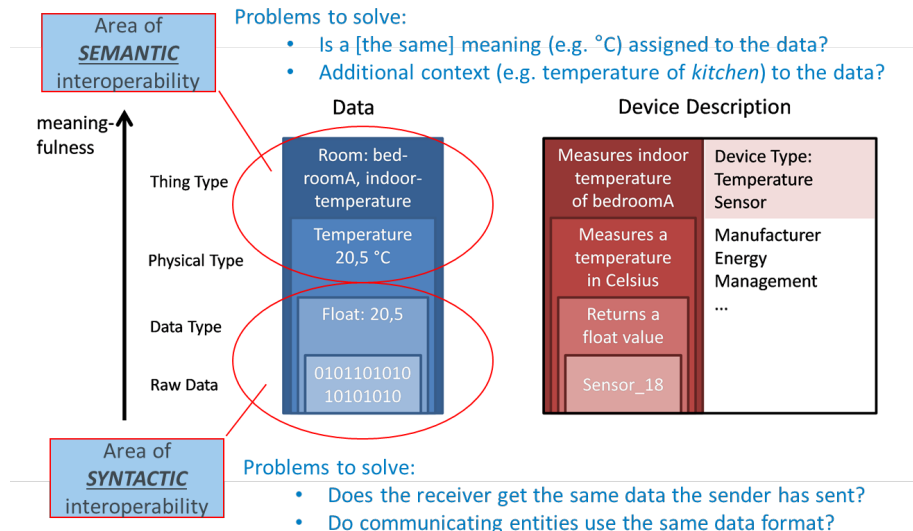 Area of
SEMANTIC
interoperability
Problems to solve:
• Is a [the same] meaning (e.g. °C) assigned to the data?
• Additional context (e.g. temperature of kitchen) to the data?
Data
Device Description
meaning-
fulness
Thing Type
Physical Type
Data Type
Raw Data
Room: bed-
roomA, indoor-
temperature
Temperature
20,5 °C
Float: 20,5
0101101010
10101010
Measures indoor
temperature
of bedroomA
Measures a
temperature
in Celsius
Returns a
float value
Sensor_18
Device Type:
Temperature
Sensor
Manufacturer
Energy
Management
...
Area of
SYNTACTIC
interoperability
Problems to solve:
• Does the receiver get the same data the sender has sent?
• Do communicating entities use the same data format?